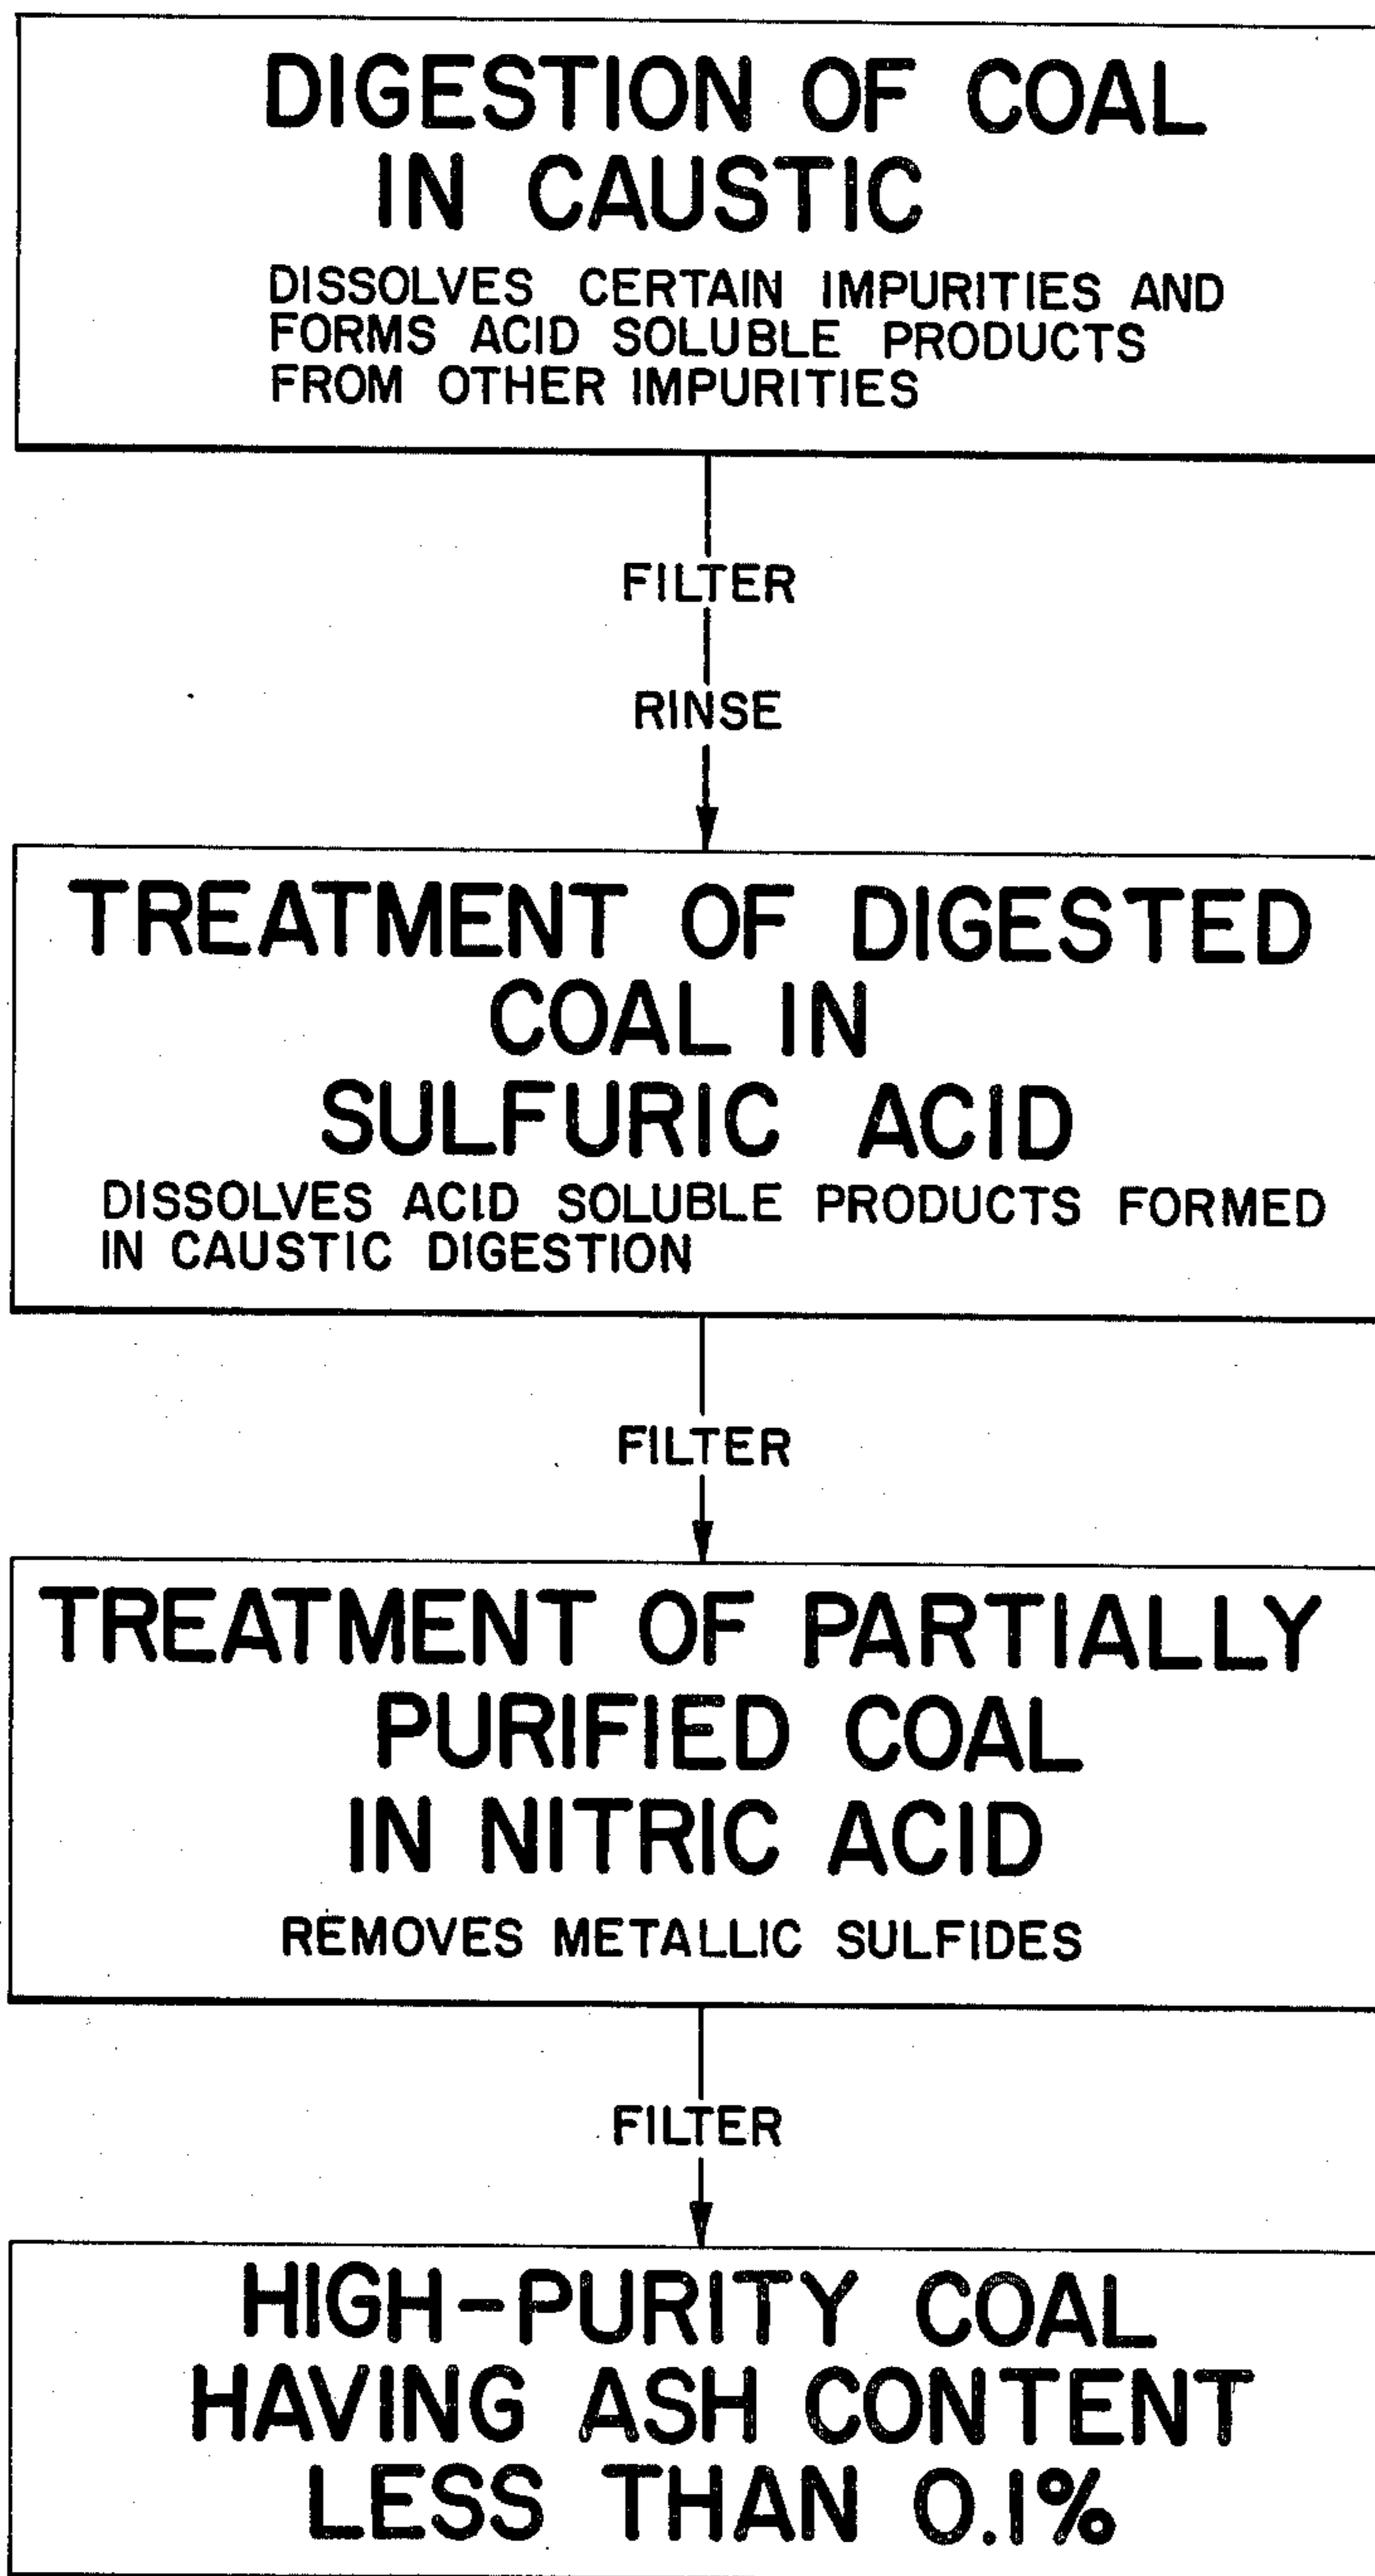 DIGESTION OF COAL
IN CAUSTIC
DISSOLVES CERTAIN IMPURITIES AND
FORMS ACID SOLUBLE PRODUCTS
FROM OTHER IMPURITIES
FILTER
RINSE
TREATMENT OF DIGESTED
COAL IN
SULFURIC ACID
DISSOLVES ACID SOLUBLE PRODUCTS FORMED
IN CAUSTIC DIGESTION
FILTER
TREATMENT OF PARTIALLY
PURIFIED COAL
IN NITRIC ACID
REMOVES METALLIC SULFIDES
FILTER
HIGH-PURITY COAL
HAVING ASH CONTENT
LESS THAN 0.1%